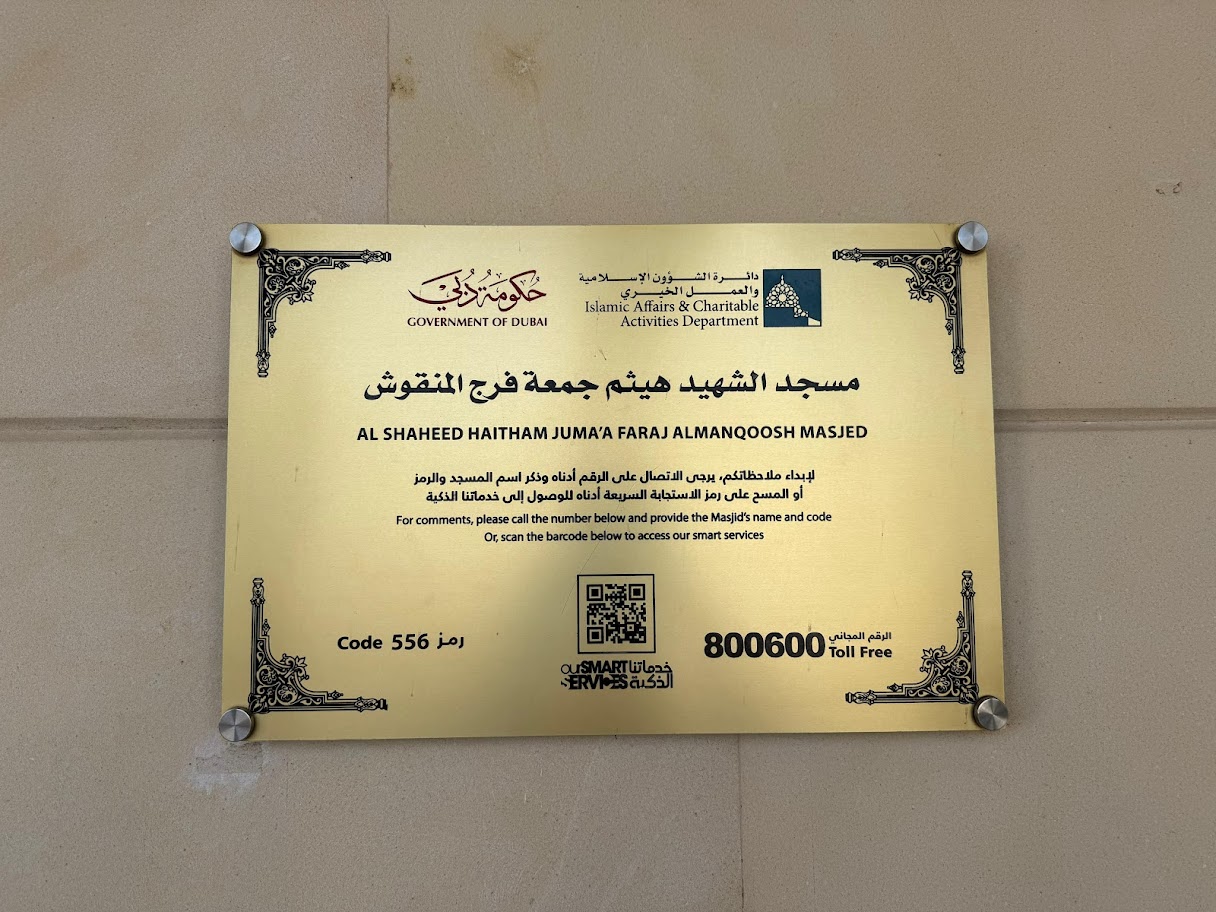 حكومة دبي
GOVERNMENT OF DUBAI
دائرة الشؤون الإسلامية
والعمل الخيري
Islamic Affairs & Charitable
Activities Department
مسجد الشهيد هيثم جمعة فرج المنقوش
AL SHAHEED HAITHAM JUMA'A FARAJ ALMANQOOSH MASJED
لإبداء ملاحظاتكم، يرجى الاتصال على الرقم أدناه وذكر اسم المسجد والرمز
أو المسح على رمز الاستجابة السريعة أدناه للوصول إلى خدماتنا الذكية
For comments, please call the number below and provide the Masjid's name and code
Or, scan the barcode below to access our smart services
Code 556 رمز
ourSMART خدماتنا
SERVICES الذكية
800600
الرقم المجاني
Toll Free